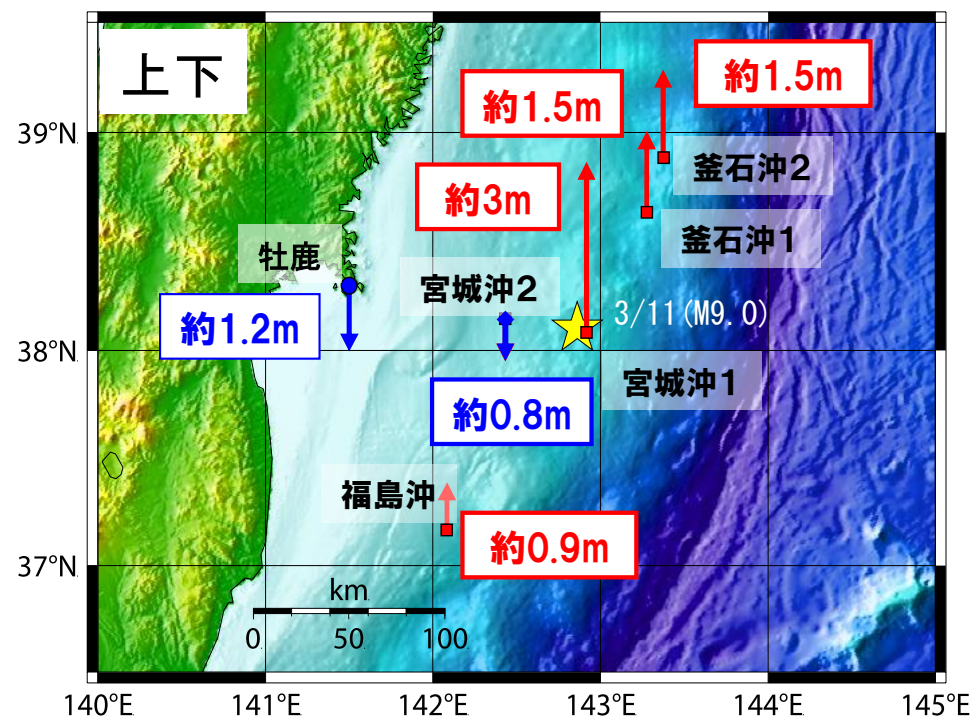 上下
約1.5m
約1.5m
39°N
釜石沖2
約3m
釜石沖1
牡鹿
宮城沖2
3/11(M9.0)
約1.2m
38°N
宮城沖1
約0.8m
福島沖
約0.9m
37°N
km
0 50 100
140°E 141°E 142°E 143°E 144°E 145°E